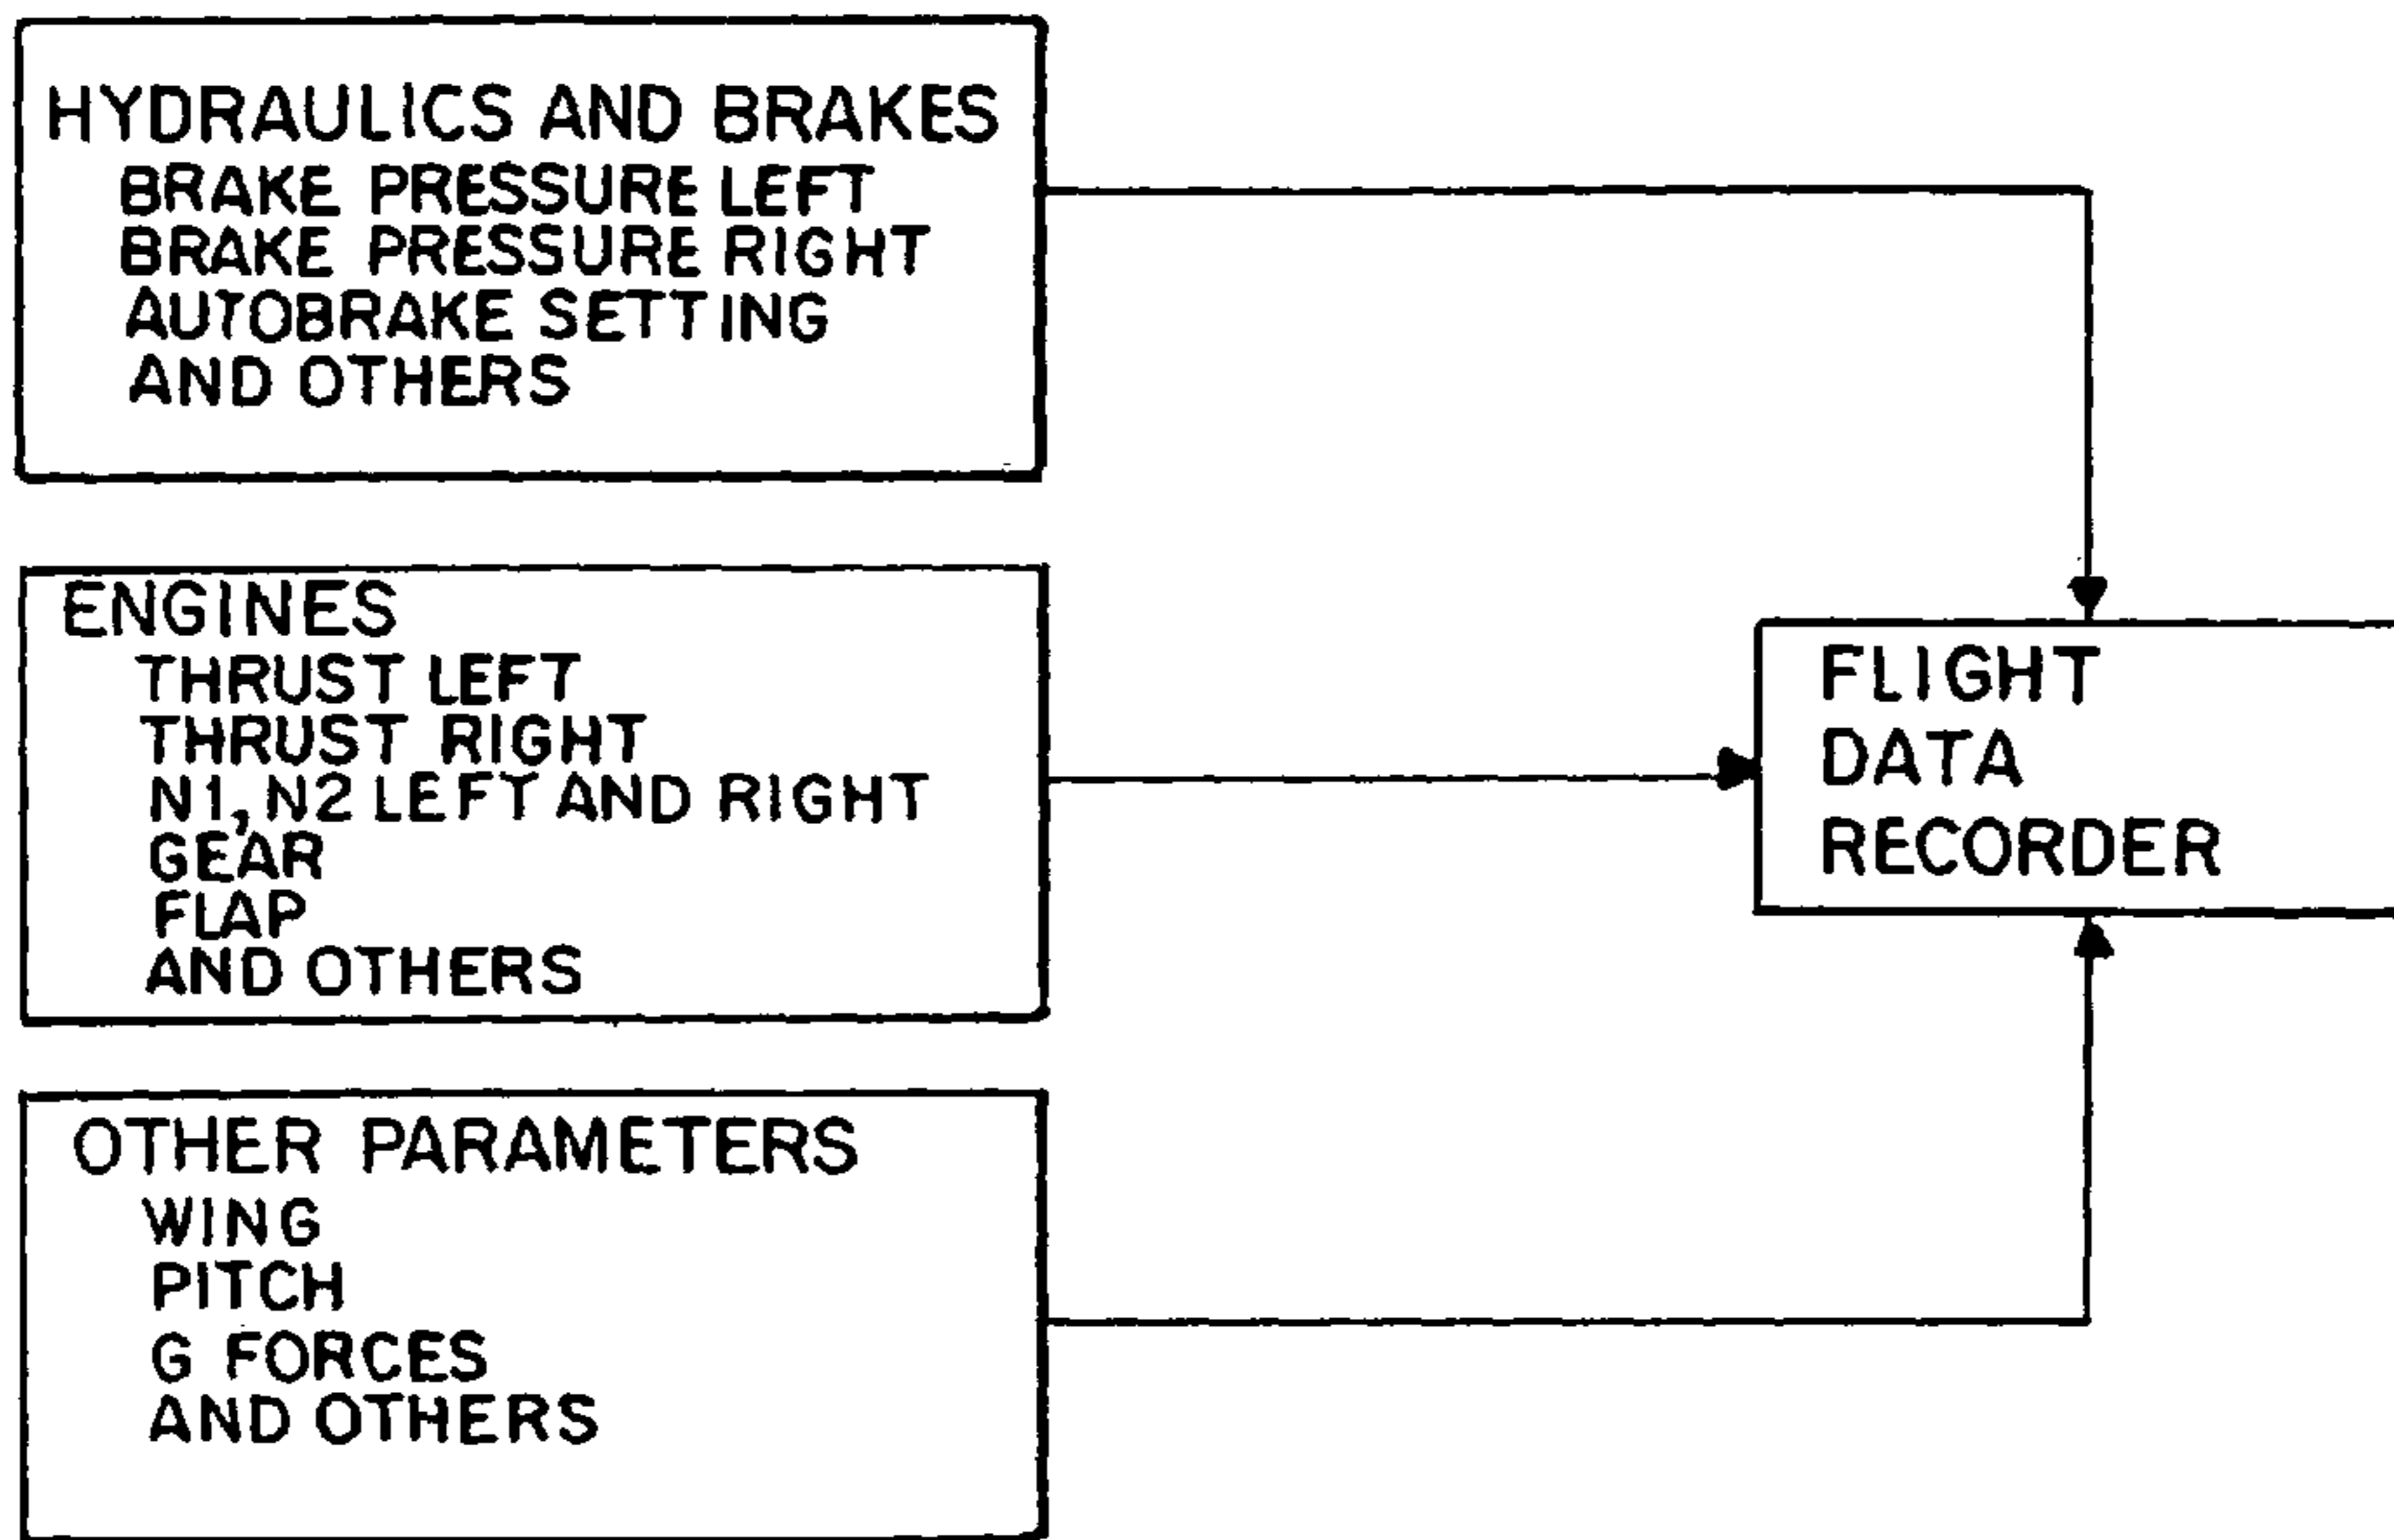 HYDRAULICS AND BRAKES
BRAKE PRESSURE LEFT
BRAKE PRESSURE RIGHT
AUTOBRAKE SETTING
AND OTHERS
ENGINES
THRUST LEFT
THRUST RIGHT
N1, N2 LEFT AND RIGHT
GEAR
FLAP
AND OTHERS
OTHER PARAMETERS
WING
PITCH
G FORCES
AND OTHERS
FLIGHT
DATA
RECORDER